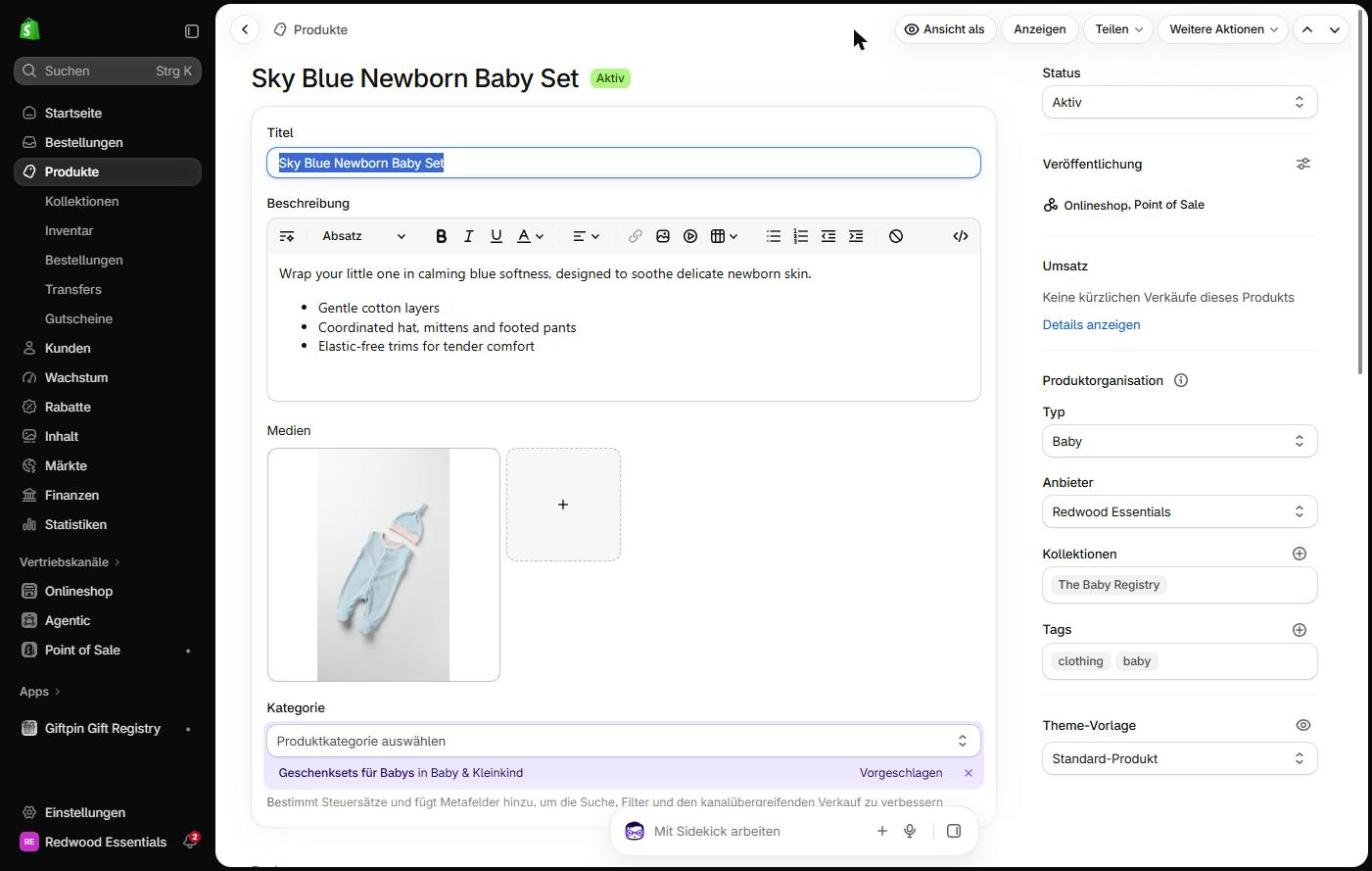 Suchen Strg K
Startseite
Bestellungen
Produkte
Kollektionen
Inventar
Bestellungen
Transfers
Gutscheine
Kunden
Wachstum
Rabatte
Inhalt
Märkte
Finanzen
Statistiken
Vertriebskanäle
Onlineshop
Agentic
Point of Sale
Apps
Giftpin Gift Registry
Einstellungen
RE Redwood Essentials 2
Produkte
Ansicht als Anzeigen Teilen Weitere Aktionen
Sky Blue Newborn Baby Set Aktiv
Titel
Sky Blue Newborn Baby Set
Beschreibung
Absatz B I U A
Wrap your little one in calming blue softness, designed to soothe delicate newborn skin.
• Gentle cotton layers
• Coordinated hat, mittens and footed pants
• Elastic-free trims for tender comfort
Medien
Kategorie
Produktkategorie auswählen
Geschenksets für Babys in Baby & Kleinkind Vorgeschlagen
Bestimmt Steuersätze und fügt Metafelder hinzu, um die Suche, Filter und den kanalübergreifenden Verkauf zu verbessern
Mit Sidekick arbeiten
Status
Aktiv
Veröffentlichung
Onlineshop, Point of Sale
Umsatz
Keine kürzlichen Verkäufe dieses Produkts
Details anzeigen
Produktorganisation
Typ
Baby
Anbieter
Redwood Essentials
Kollektionen
The Baby Registry
Tags
clothing baby
Theme-Vorlage
Standard-Produkt